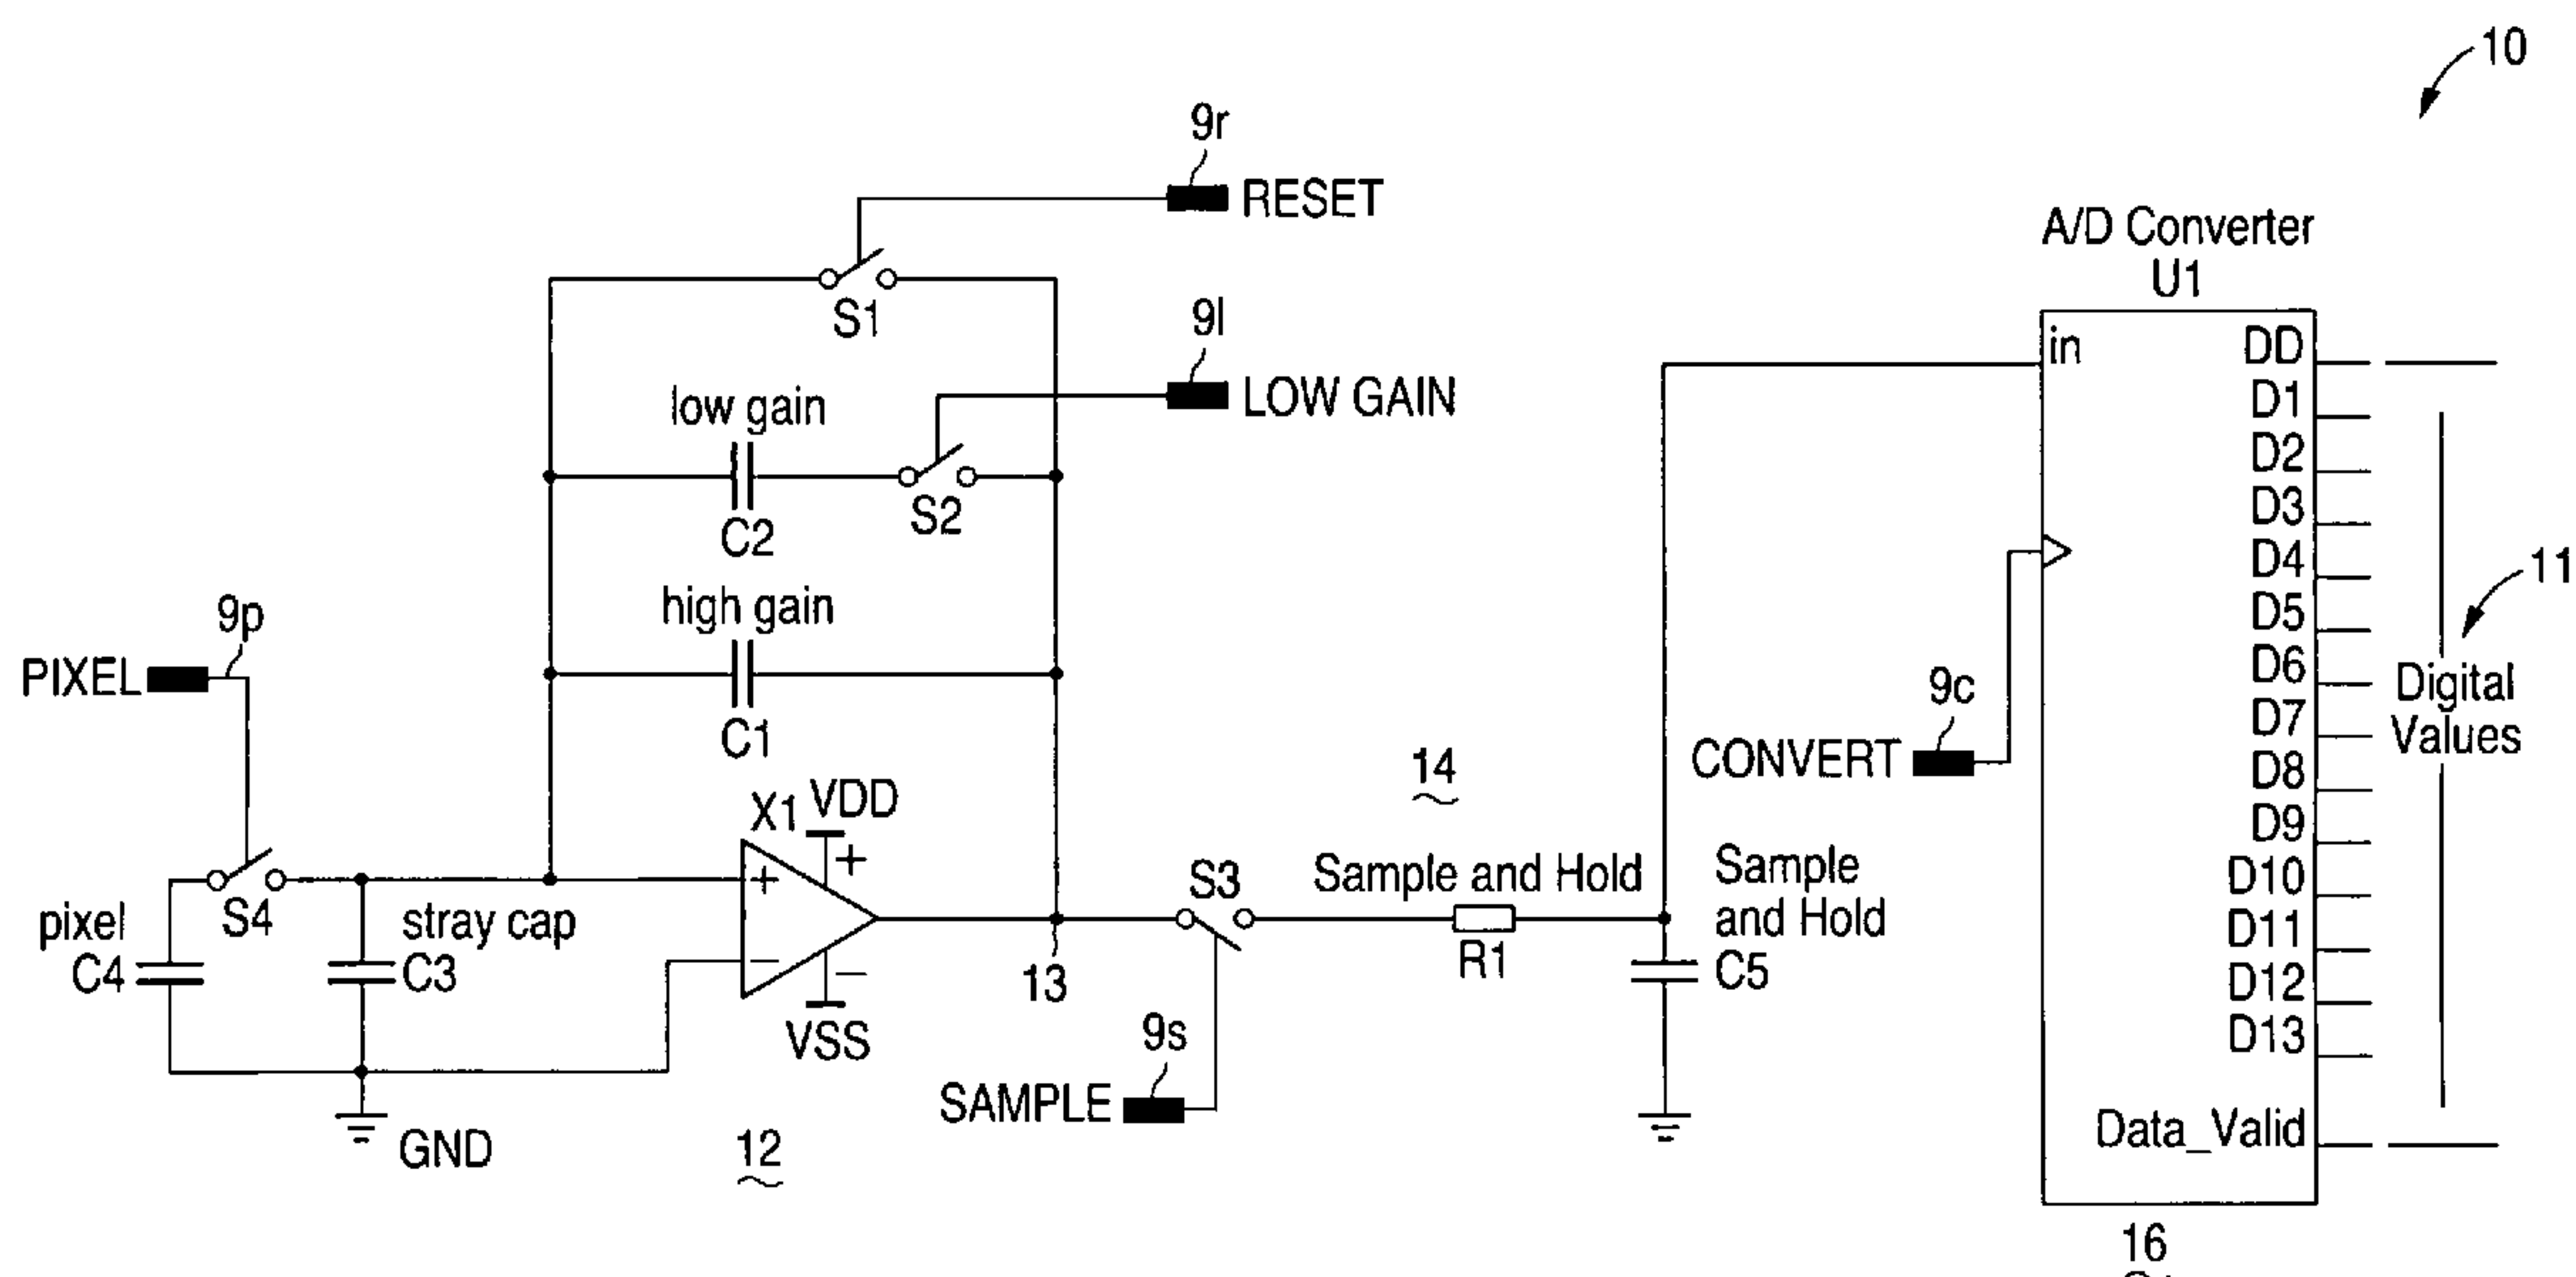 10
9r
RESET
S1
9l
LOW GAIN
low gain
S2
C2
high gain
C1
9p
PIXEL
S4
pixel
C4
stray cap
C3
GND
X1
VDD
+
+
−
−
VSS
12
13
S3
9s
SAMPLE
14
Sample and Hold
R1
Sample
and Hold
C5
A/D Converter
U1
in
9c
CONVERT
DD
D1
D2
D3
D4
D5
D6
D7
D8
D9
D10
D11
D12
D13
Data_Valid
11
Digital
Values
16